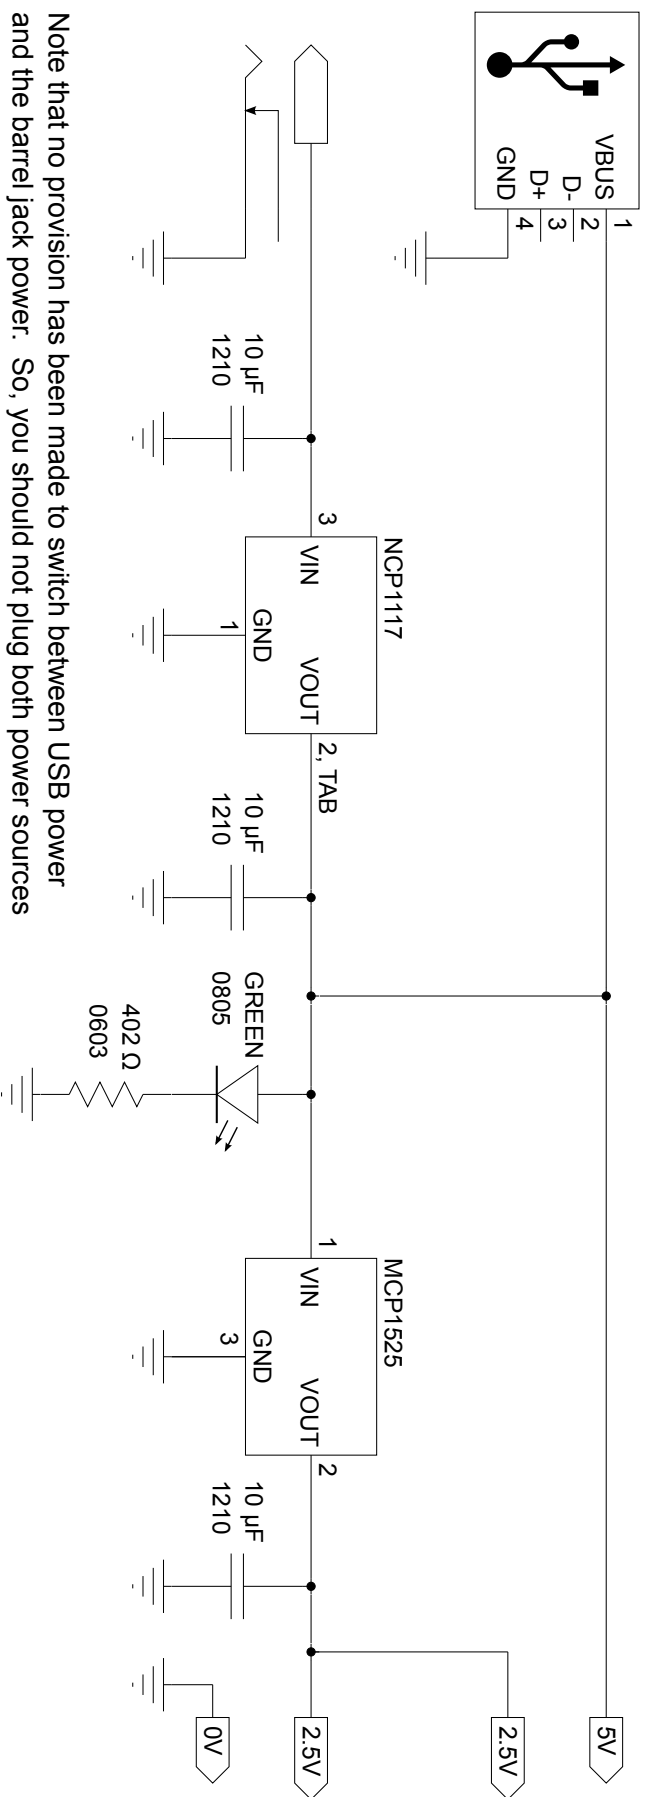 VBUS
D-
D+
GND
1
2
3
4
10 µF
1210
NCP1117
3
VIN
GND
1
VOUT
2, TAB
10 µF
1210
GREEN
0805
402 Ω
0603
MCP1525
1
VIN
GND
3
VOUT
2
10 µF
1210
5V
2.5V
2.5V
0V
Note that no provision has been made to switch between USB power
and the barrel jack power.  So, you should not plug both power sources